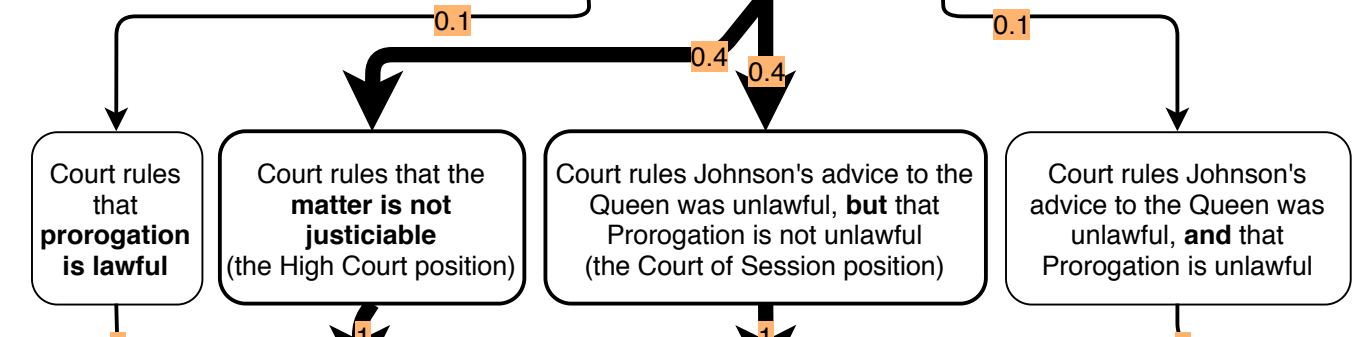 0.1
0.4
0.4
0.1
Court rules
that
prorogation
is lawful
Court rules that the
matter is not
justiciable
(the High Court position)
Court rules Johnson's advice to the
Queen was unlawful, but that
Prorogation is not unlawful
(the Court of Session position)
Court rules Johnson's
advice to the Queen was
unlawful, and that
Prorogation is unlawful
1
1